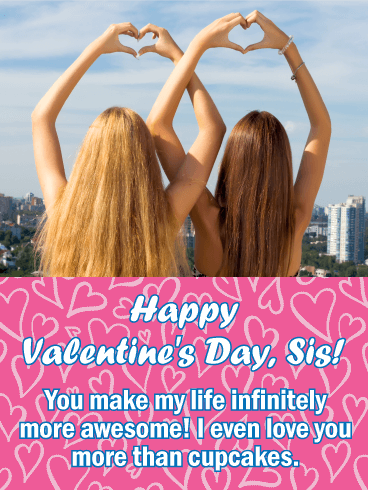 Happy
Valentine's Day, Sis!
You make my life infinitely
more awesome! I even love you
more than cupcakes.